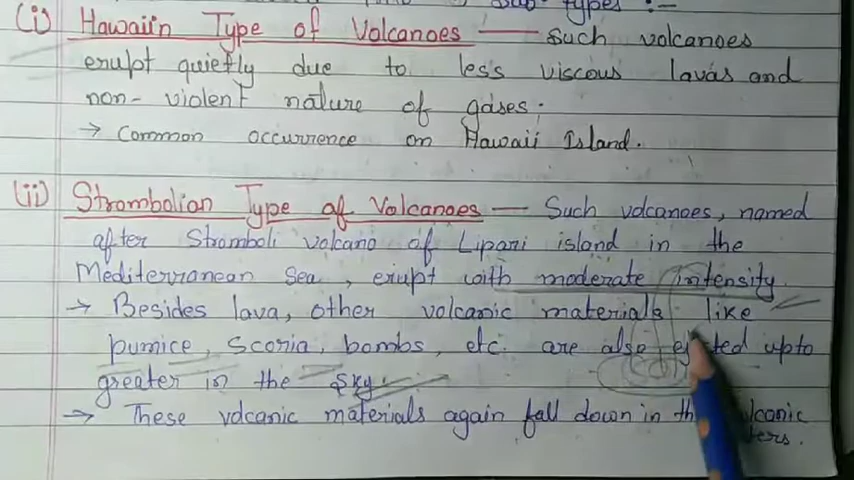 sub-types :-
(i) Hawaiin Type of Volcanoes — such volcanoes
erupt quietly due to less viscous lavas and
non-violent nature of gases.
→ Common occurrence on Hawaii Island.
(ii) Strombolian Type of Volcanoes — Such volcanoes, named
after Stromboli volcano of Lipari island in the
Mediterranean Sea, erupt with moderate intensity
→ Besides lava, other volcanic materials like
pumice, Scoria, bombs, etc. are also upto
greater in the sky.
→ These volcanic materials again fall down in